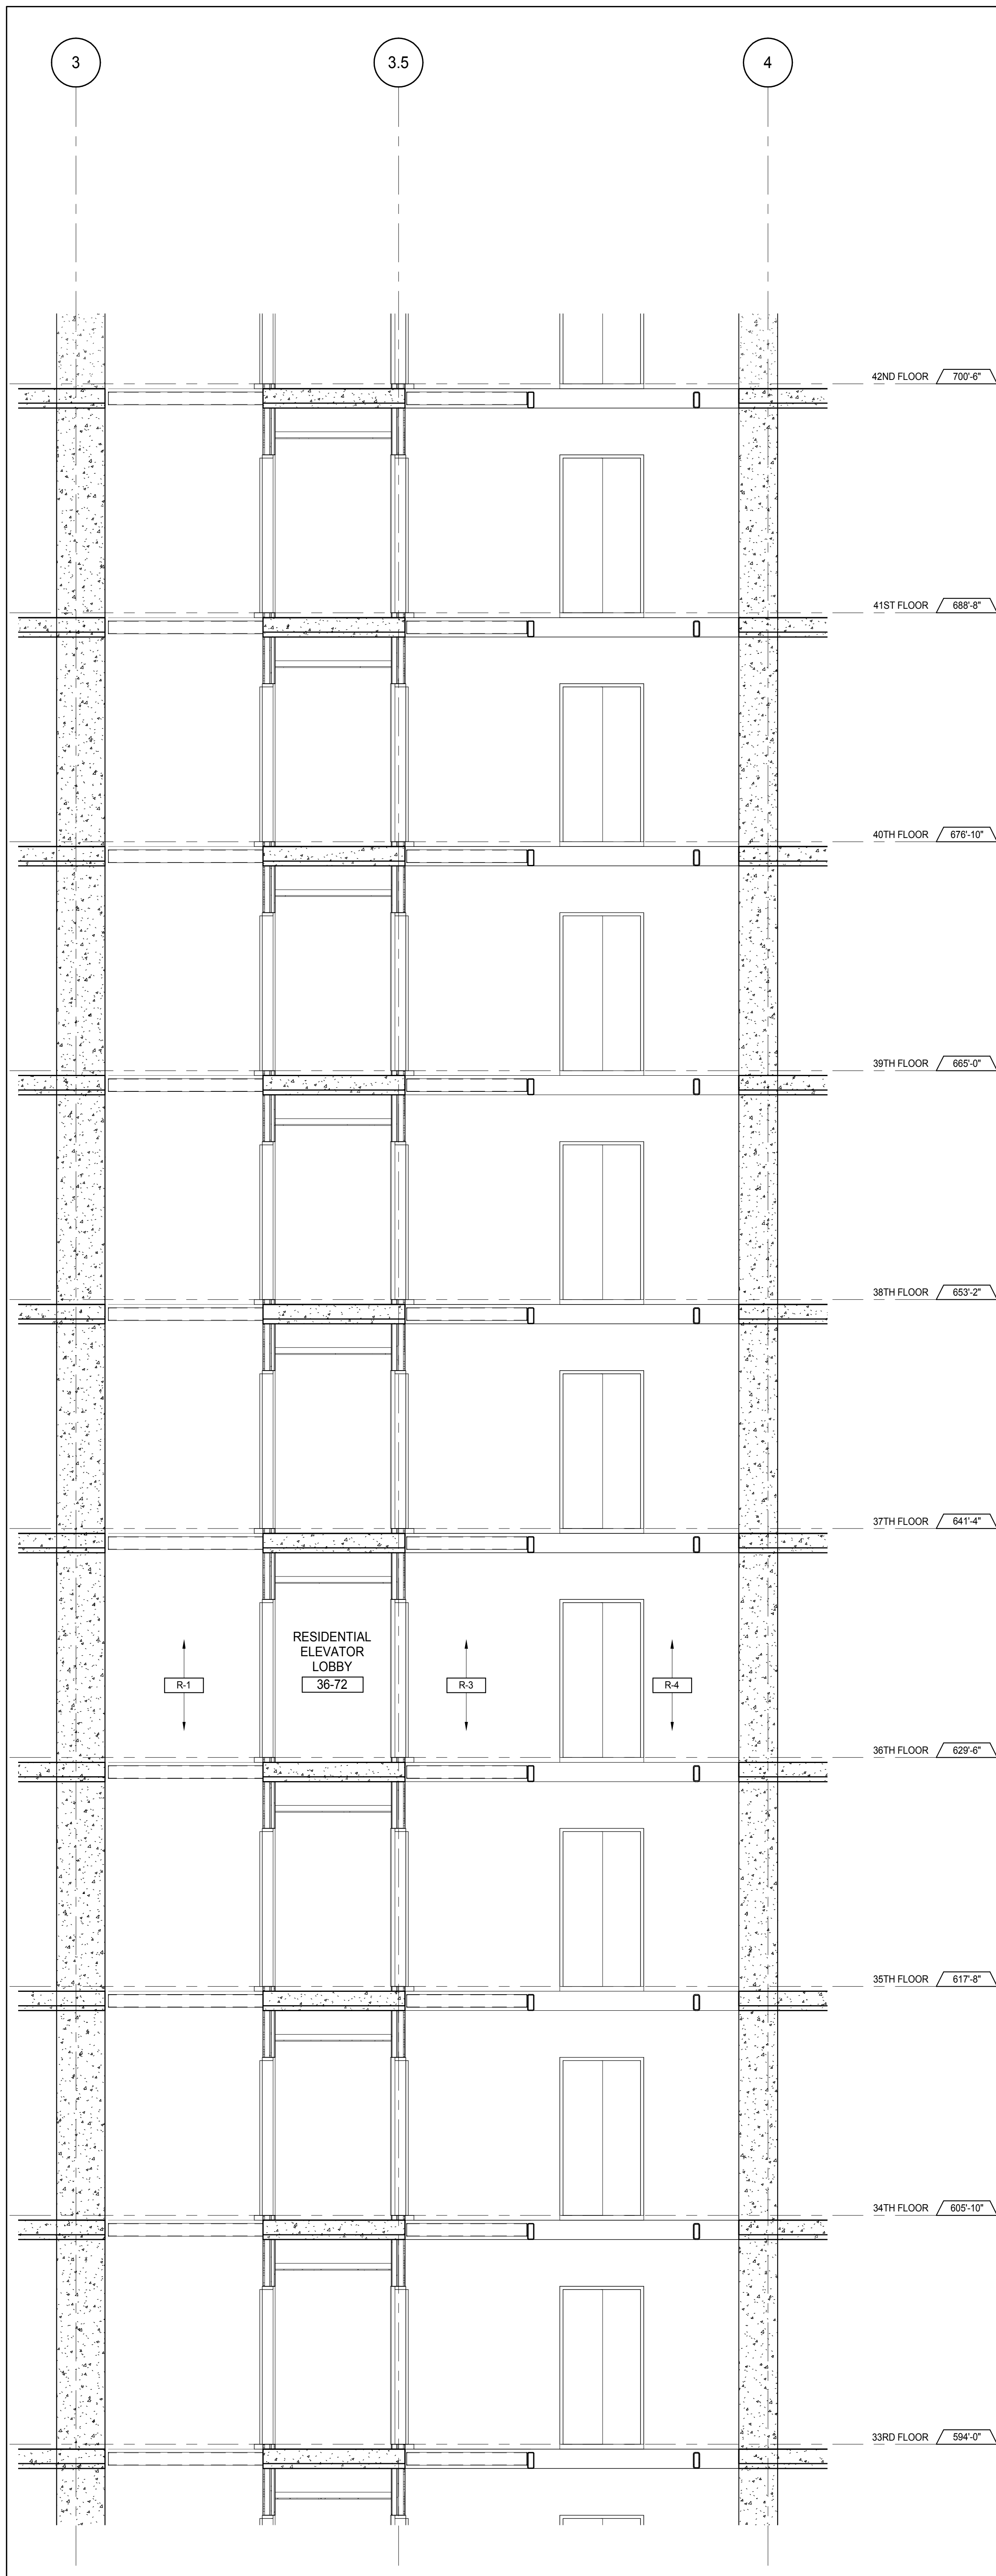 3
3.5
4
42ND FLOOR 700'-6"
41ST FLOOR 688'-8"
40TH FLOOR 676'-10"
39TH FLOOR 665'-0"
38TH FLOOR 653'-2"
37TH FLOOR 641'-4"
RESIDENTIAL
ELEVATOR
LOBBY
36-72
R-1
R-3
R-4
36TH FLOOR 629'-6"
35TH FLOOR 617'-8"
34TH FLOOR 605'-10"
33RD FLOOR 594'-0"